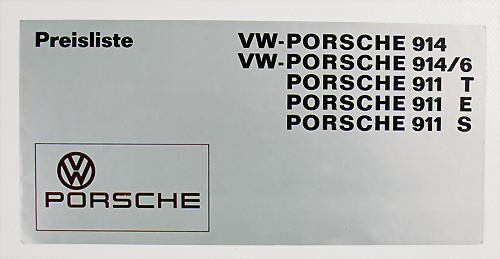 Preisliste
VW-PORSCHE 914
VW-PORSCHE 914/6
PORSCHE 911 T
PORSCHE 911 E
PORSCHE 911 S
VW
PORSCHE